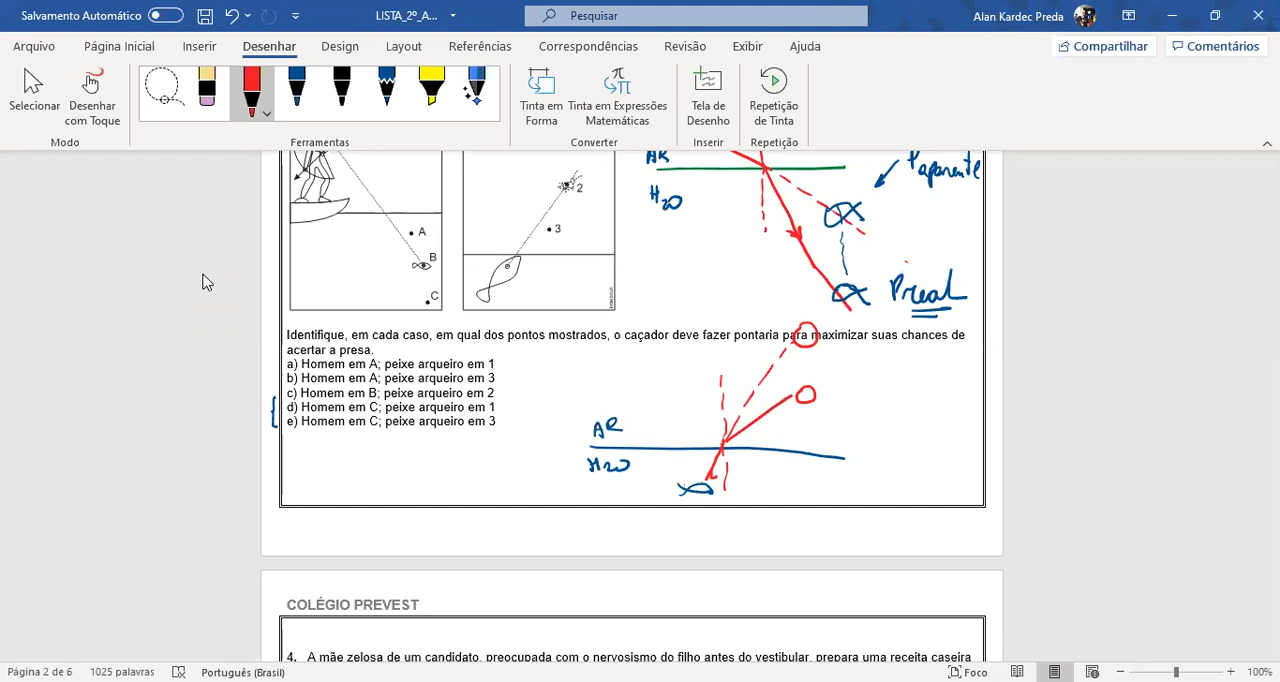 Salvamento Automático
LISTA_2º_A...
Pesquisar
Alan Kardec Preda
Arquivo
Página Inicial
Inserir
Desenhar
Design
Layout
Referências
Correspondências
Revisão
Exibir
Ajuda
Compartilhar
Comentários
Selecionar
Desenhar
com Toque
Tinta em
Forma
Tinta em Expressões
Matemáticas
Tela de
Desenho
Repetição
de Tinta
Modo
Ferramentas
Converter
Inserir
Repetição
AR
H2O
Paparente
Preal
A
B
C
2
3
Identifique, em cada caso, em qual dos pontos mostrados, o caçador deve fazer pontaria para maximizar suas chances de
acertar a presa.
a) Homem em A; peixe arqueiro em 1
b) Homem em A; peixe arqueiro em 3
c) Homem em B; peixe arqueiro em 2
d) Homem em C; peixe arqueiro em 1
e) Homem em C; peixe arqueiro em 3
AR
H2O
COLÉGIO PREVEST
4. A mãe zelosa de um candidato, preocupada com o nervosismo do filho antes do vestibular, prepara uma receita caseira
Página 2 de 6
1025 palavras
Português (Brasil)
Foco
100%